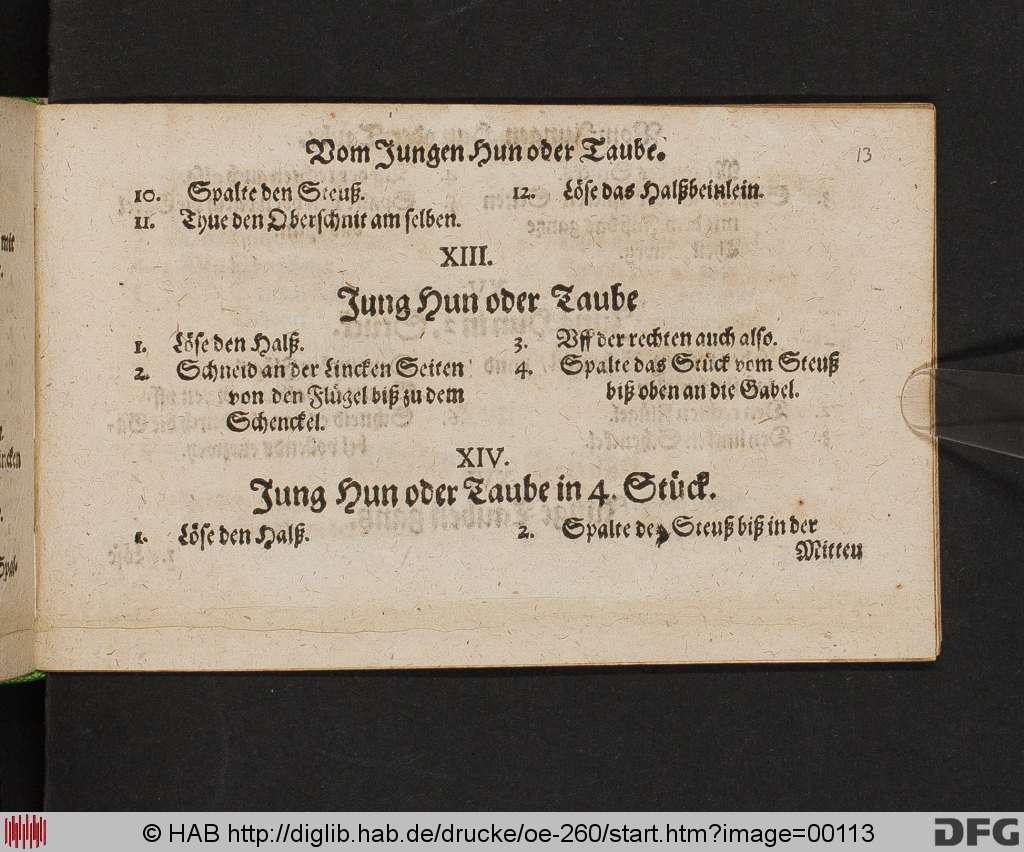 Vom Jungen Hun oder Taube.
13
10. Spalte den Steuß.
11. Thue den Oberschnit am selben.
12. Löse das Halßbeinlein.
XIII.
Jung Hun oder Taube
1. Löse den Halß.
2. Schneid an der Lincken Seiten
von den Flügel biß zu dem
Schenckel.
3. Vff der rechten auch also.
4. Spalte das Stück vom Steuß
biß oben an die Gabel.
XIV.
Jung Hun oder Taube in 4. Stück.
1. Löse den Halß.
2. Spalte den Steuß biß in der
Mitten
mit
incken
Spal-
© HAB http://diglib.hab.de/drucke/oe-260/start.htm?image=00113
DFG